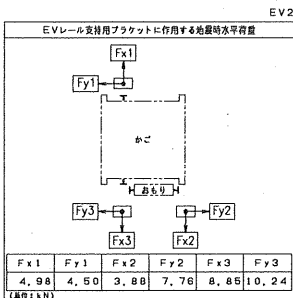 EV2
EVレール支持用ブラケットに作用する地震時水平荷重
Fx1
Fy1
かご
おもり
Fy3
Fy2
Fx3
Fx2
Fx1 Fy1 Fx2 Fy2 Fx3 Fy3
4.98 4.50 3.88 7.76 8.85 10.24
(単位:kN)